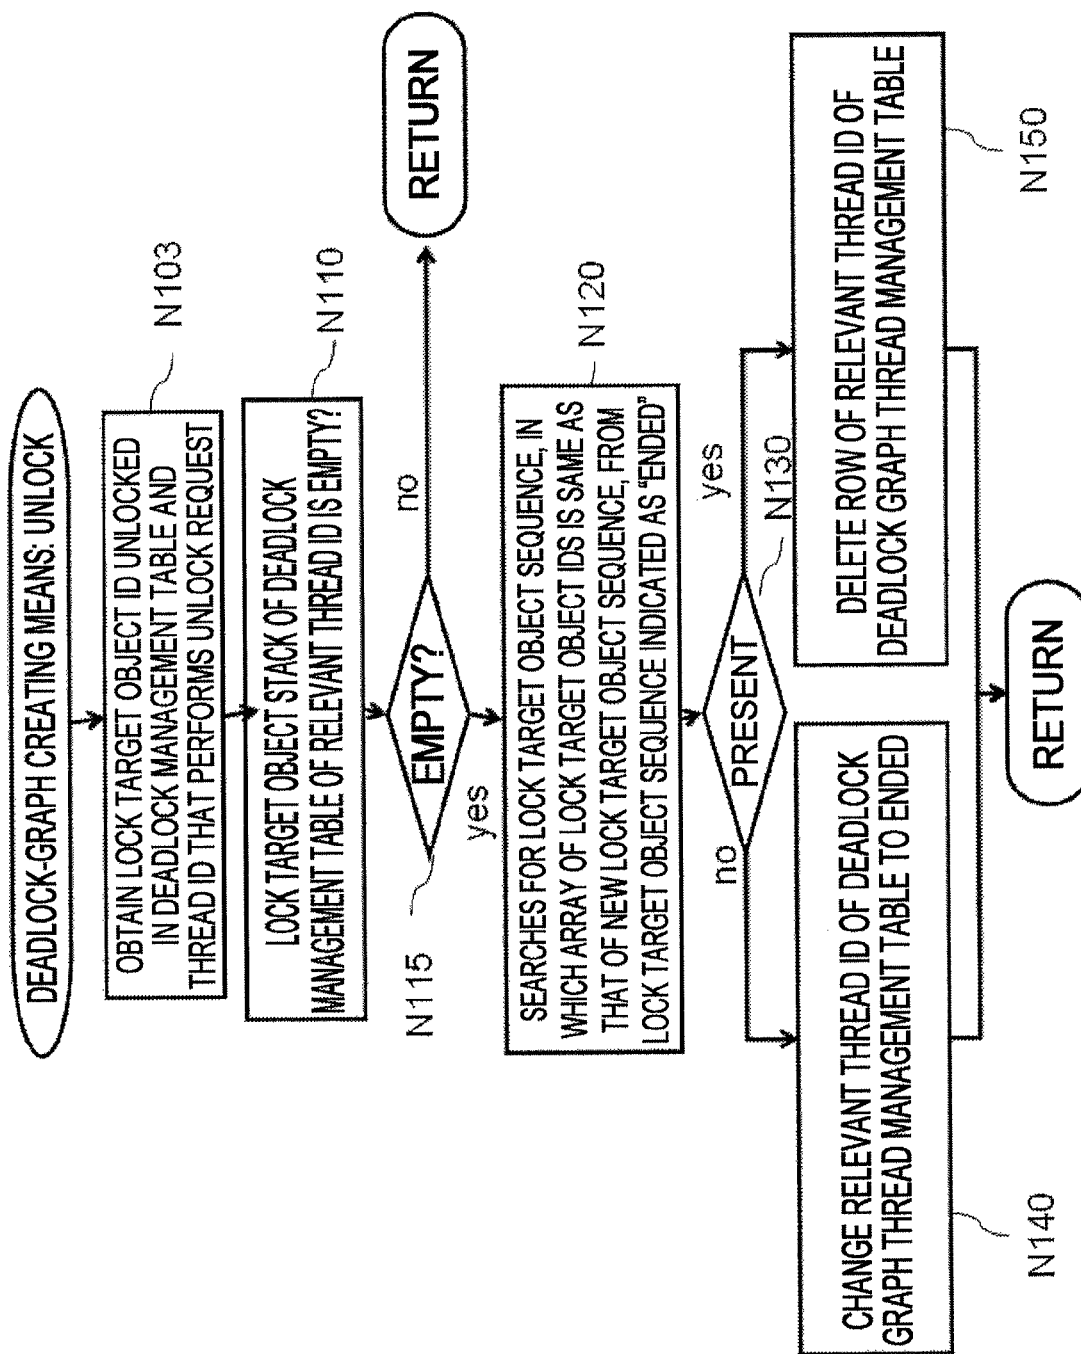 DEADLOCK-GRAPH CREATING MEANS: UNLOCK
N103
OBTAIN LOCK TARGET OBJECT ID UNLOCKED
IN DEADLOCK MANAGEMENT TABLE AND
THREAD ID THAT PERFORMS UNLOCK REQUEST
N110
LOCK TARGET OBJECT STACK OF DEADLOCK
MANAGEMENT TABLE OF RELEVANT THREAD ID IS EMPTY?
N115
EMPTY?
no
RETURN
yes
N120
SEARCHES FOR LOCK TARGET OBJECT SEQUENCE, IN
WHICH ARRAY OF LOCK TARGET OBJECT IDS IS SAME AS
THAT OF NEW LOCK TARGET OBJECT SEQUENCE, FROM
LOCK TARGET OBJECT SEQUENCE INDICATED AS "ENDED"
PRESENT
no
yes
N130
CHANGE RELEVANT THREAD ID OF DEADLOCK
GRAPH THREAD MANAGEMENT TABLE TO ENDED
N140
DELETE ROW OF RELEVANT THREAD ID OF
DEADLOCK GRAPH THREAD MANAGEMENT TABLE
N150
RETURN